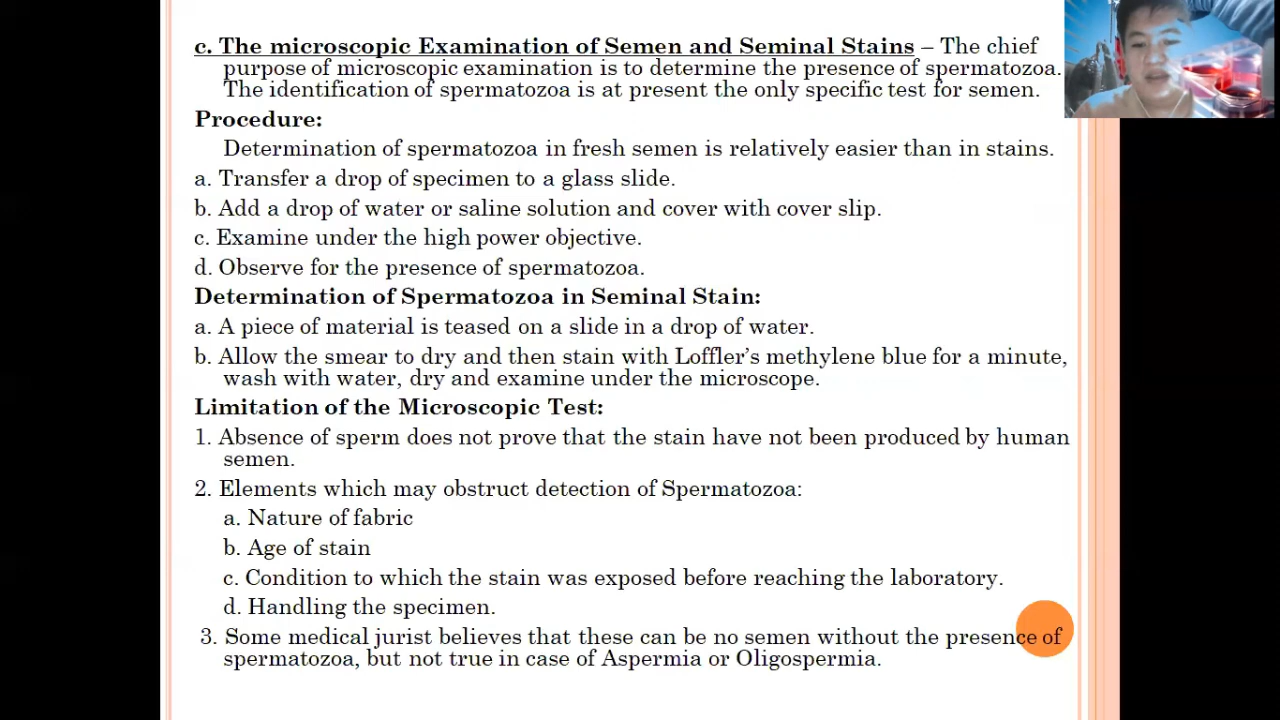 c. The microscopic Examination of Semen and Seminal Stains – The chief
purpose of microscopic examination is to determine the presence of spermatozoa.
The identification of spermatozoa is at present the only specific test for semen.
Procedure:
Determination of spermatozoa in fresh semen is relatively easier than in stains.
a. Transfer a drop of specimen to a glass slide.
b. Add a drop of water or saline solution and cover with cover slip.
c. Examine under the high power objective.
d. Observe for the presence of spermatozoa.
Determination of Spermatozoa in Seminal Stain:
a. A piece of material is teased on a slide in a drop of water.
b. Allow the smear to dry and then stain with Loffler's methylene blue for a minute,
wash with water, dry and examine under the microscope.
Limitation of the Microscopic Test:
1. Absence of sperm does not prove that the stain have not been produced by human
semen.
2. Elements which may obstruct detection of Spermatozoa:
a. Nature of fabric
b. Age of stain
c. Condition to which the stain was exposed before reaching the laboratory.
d. Handling the specimen.
3. Some medical jurist believes that these can be no semen without the presence of
spermatozoa, but not true in case of Aspermia or Oligospermia.